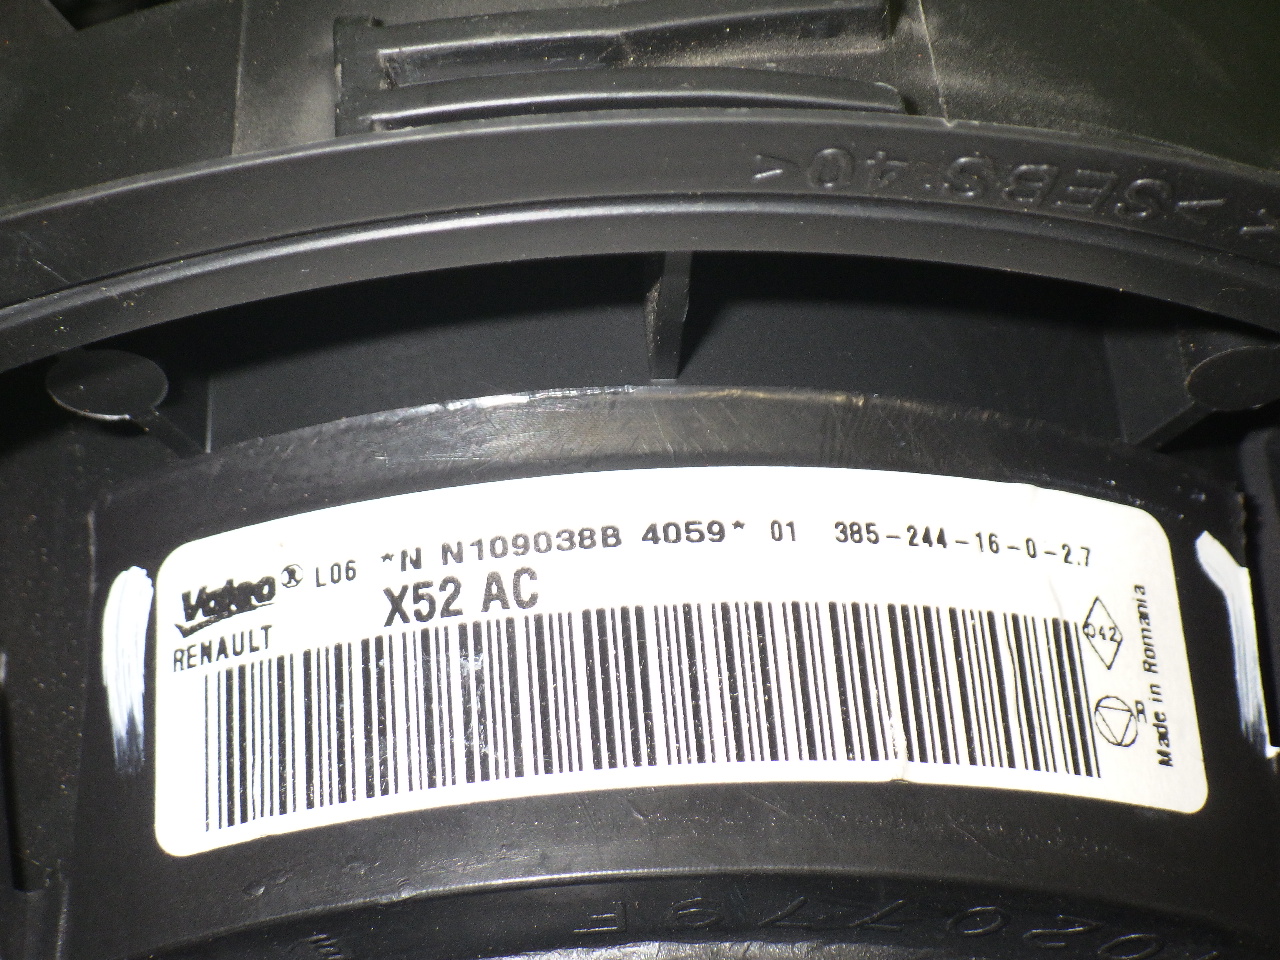 >SEBS:40<
*N N109038B 4059* 01 385-244-16-0-2.7
Valeo® L06
X52 AC
RENAULT
042
R
Made in Romania
020779F